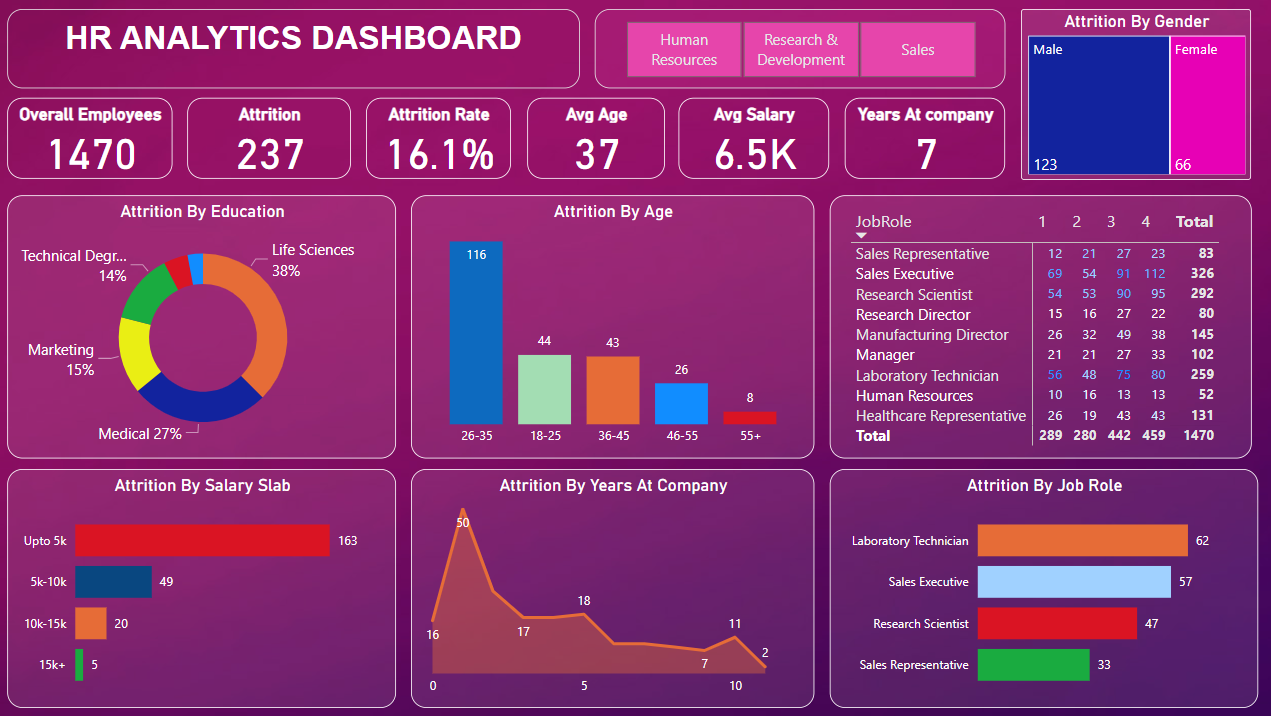 HR ANALYTICS DASHBOARD
Human
Resources
Research &
Development
Sales
Attrition By Gender
Male
Female
123
66
Overall Employees
1470
Attrition
237
Attrition Rate
16.1%
Avg Age
37
Avg Salary
6.5K
Years At company
7
Attrition By Education
Life Sciences
38%
Technical Degr...
14%
Marketing
15%
Medical 27%
Attrition By Age
116
44
43
26
8
26-35 18-25 36-45 46-55 55+
JobRole 1 2 3 4 Total
Sales Representative 12 21 27 23 83
Sales Executive 69 54 91 112 326
Research Scientist 54 53 90 95 292
Research Director 15 16 27 22 80
Manufacturing Director 26 32 49 38 145
Manager 21 21 27 33 102
Laboratory Technician 56 48 75 80 259
Human Resources 10 16 13 13 52
Healthcare Representative 26 19 43 43 131
Total 289 280 442 459 1470
Attrition By Salary Slab
Upto 5k 163
5k-10k 49
10k-15k 20
15k+ 5
Attrition By Years At Company
50
16
17
18
7
11
2
0 5 10
Attrition By Job Role
Laboratory Technician 62
Sales Executive 57
Research Scientist 47
Sales Representative 33